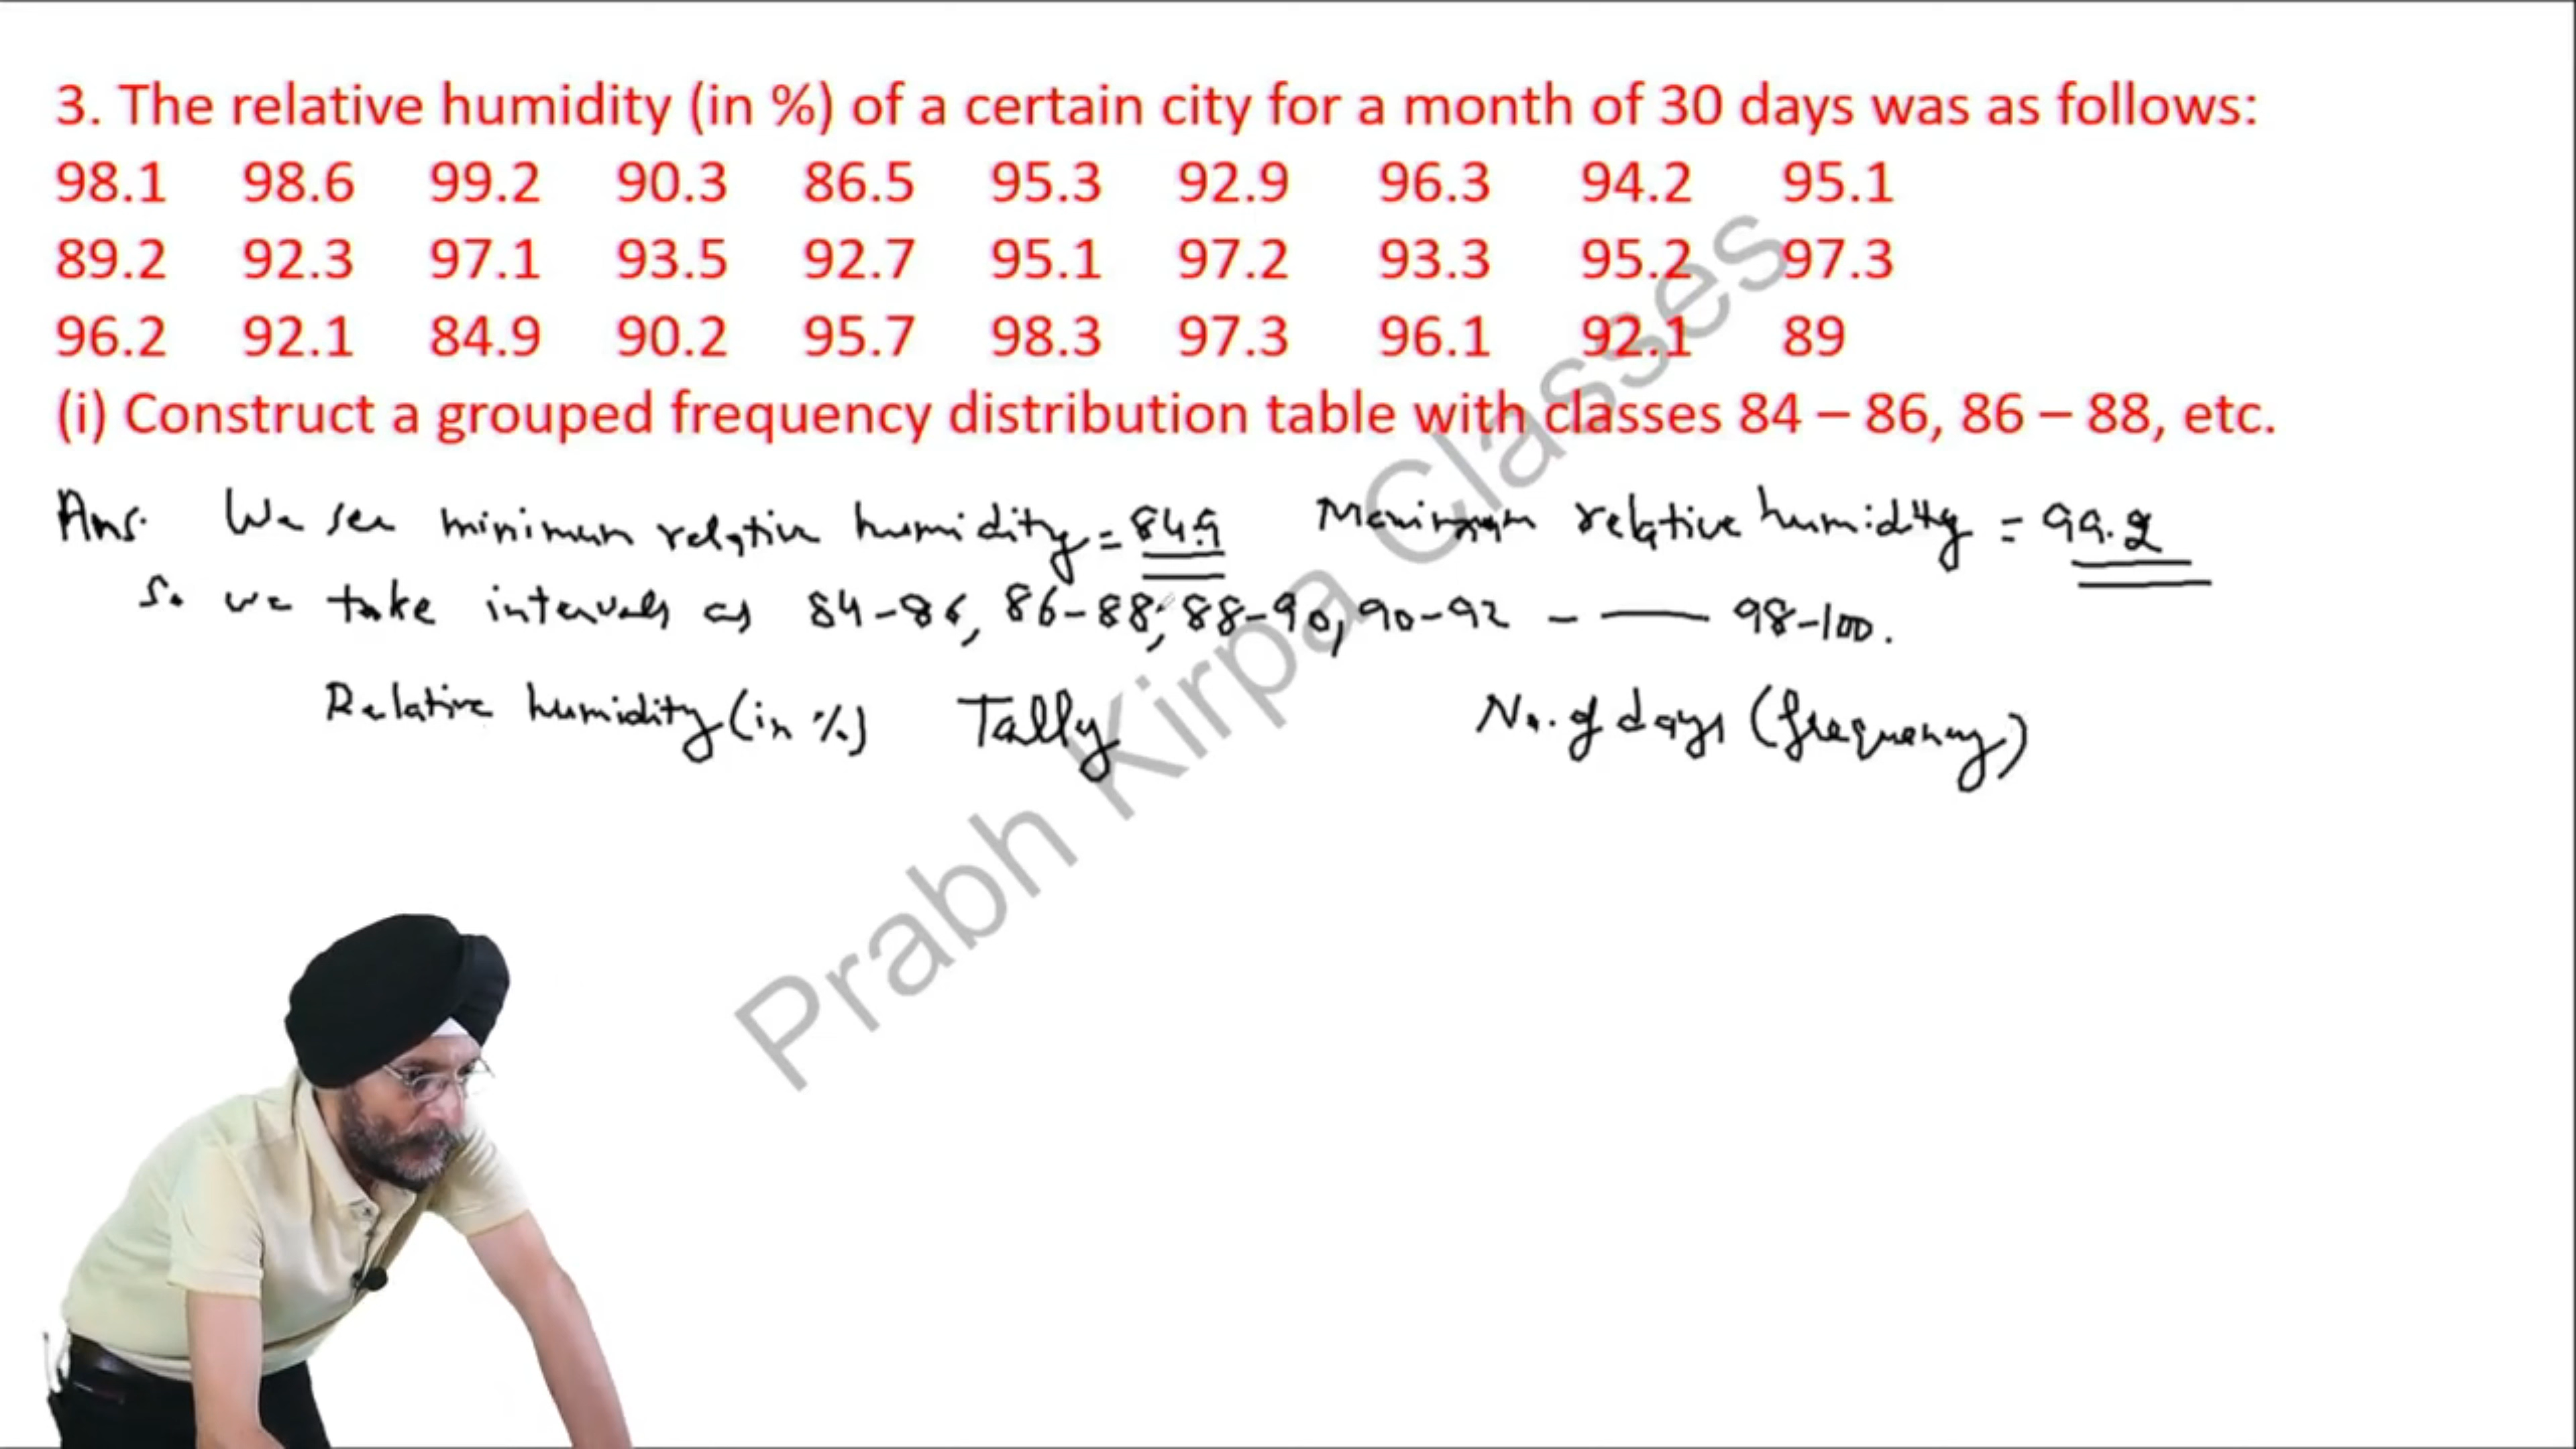 3. The relative humidity (in %) of a certain city for a month of 30 days was as follows:
98.1 98.6 99.2 90.3 86.5 95.3 92.9 96.3 94.2 95.1
89.2 92.3 97.1 93.5 92.7 95.1 97.2 93.3 95.2 97.3
96.2 92.1 84.9 90.2 95.7 98.3 97.3 96.1 92.1 89
(i) Construct a grouped frequency distribution table with classes 84 – 86, 86 – 88, etc.
Ans. We see minimum relative humidity = 84.9 Maximum relative humidity = 99.2
So we take intervals as 84-86, 86-88, 88-90, 90-92 - — 98-100.
Relative humidity (in %) Tally No. of days (frequency)
Prabh Kirpa Classes